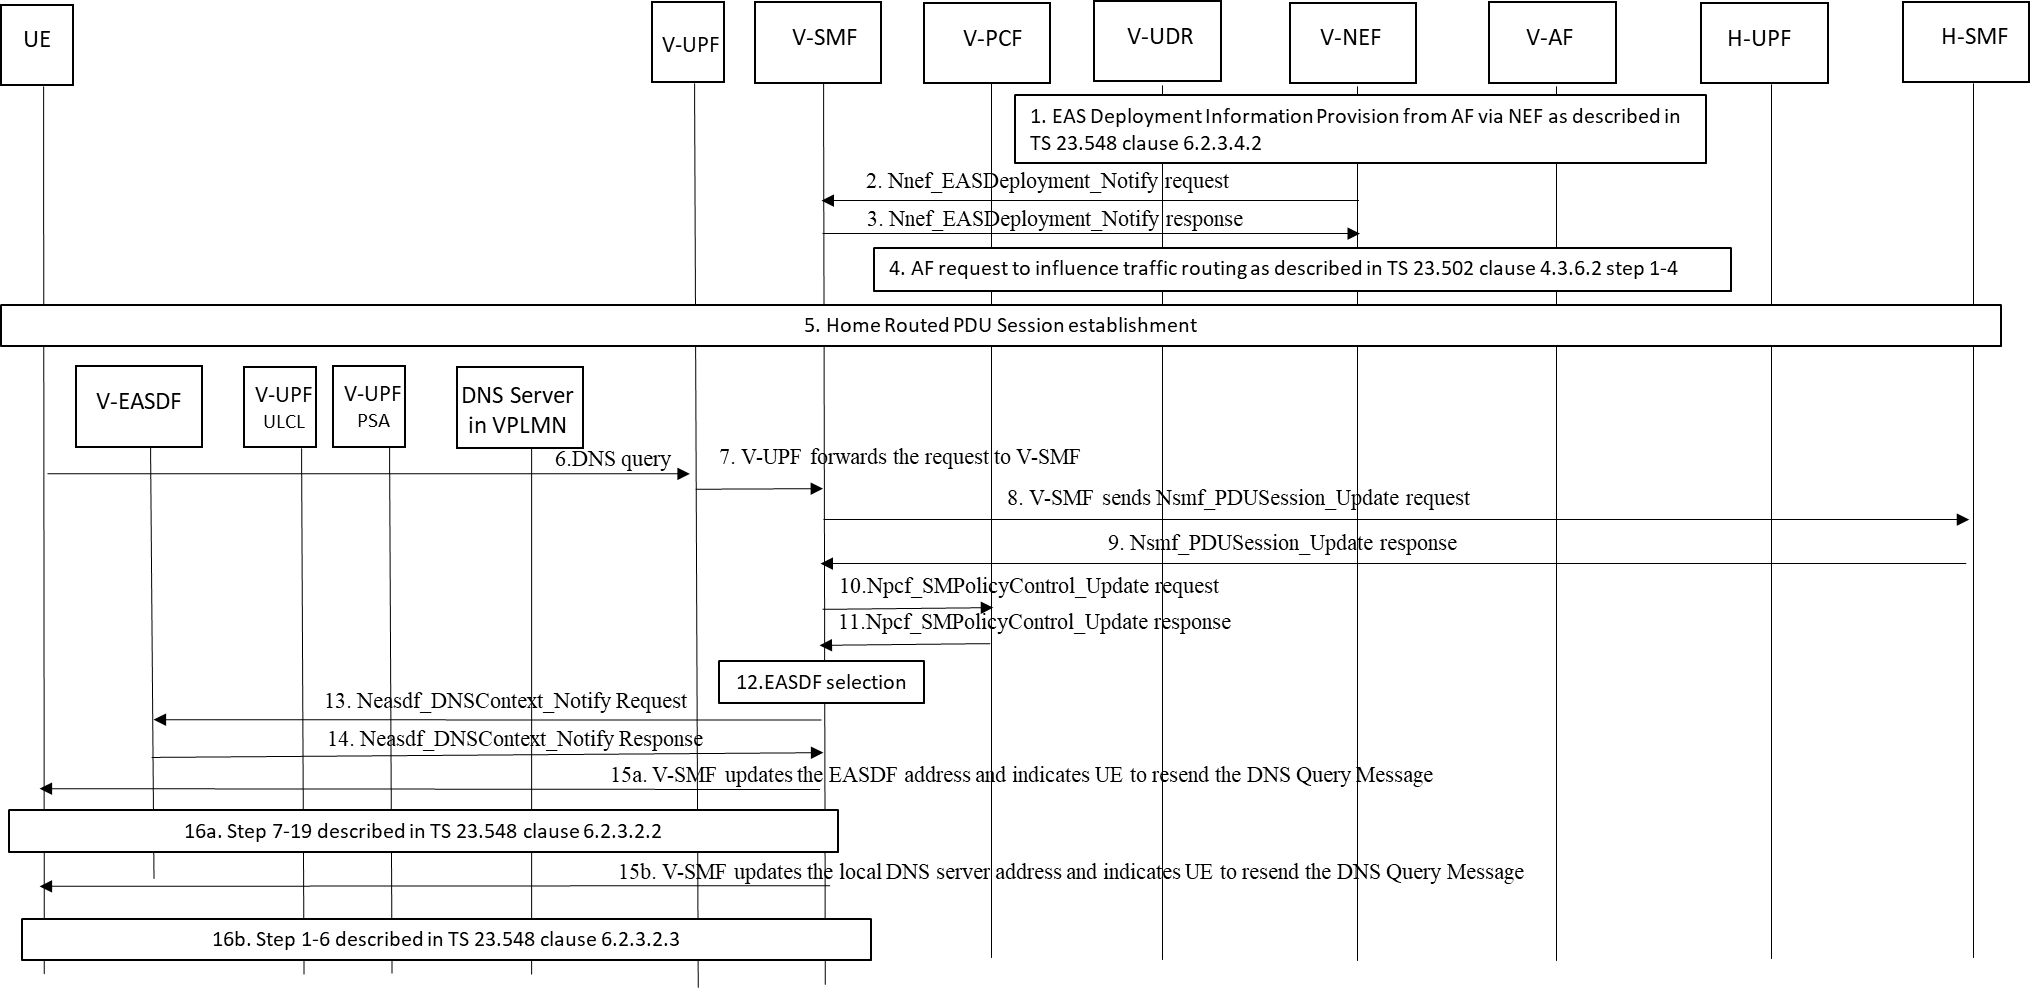 UE
V-UPF
V-SMF
V-PCF
V-UDR
V-NEF
V-AF
H-UPF
H-SMF
1. EAS Deployment Information Provision from AF via NEF as described in
TS 23.548 clause 6.2.3.4.2
2. Nnef_EASDeployment_Notify request
3. Nnef_EASDeployment_Notify response
4. AF request to influence traffic routing as described in TS 23.502 clause 4.3.6.2 step 1-4
5. Home Routed PDU Session establishment
V-EASDF
V-UPF
ULCL
V-UPF
PSA
DNS Server
in VPLMN
6.DNS query
7. V-UPF forwards the request to V-SMF
8. V-SMF sends Nsmf_PDUSession_Update request
9. Nsmf_PDUSession_Update response
10.Npcf_SMPolicyControl_Update request
11.Npcf_SMPolicyControl_Update response
12.EASDF selection
13. Neasdf_DNSContext_Notify Request
14. Neasdf_DNSContext_Notify Response
15a. V-SMF updates the EASDF address and indicates UE to resend the DNS Query Message
16a. Step 7-19 described in TS 23.548 clause 6.2.3.2.2
15b. V-SMF updates the local DNS server address and indicates UE to resend the DNS Query Message
16b. Step 1-6 described in TS 23.548 clause 6.2.3.2.3